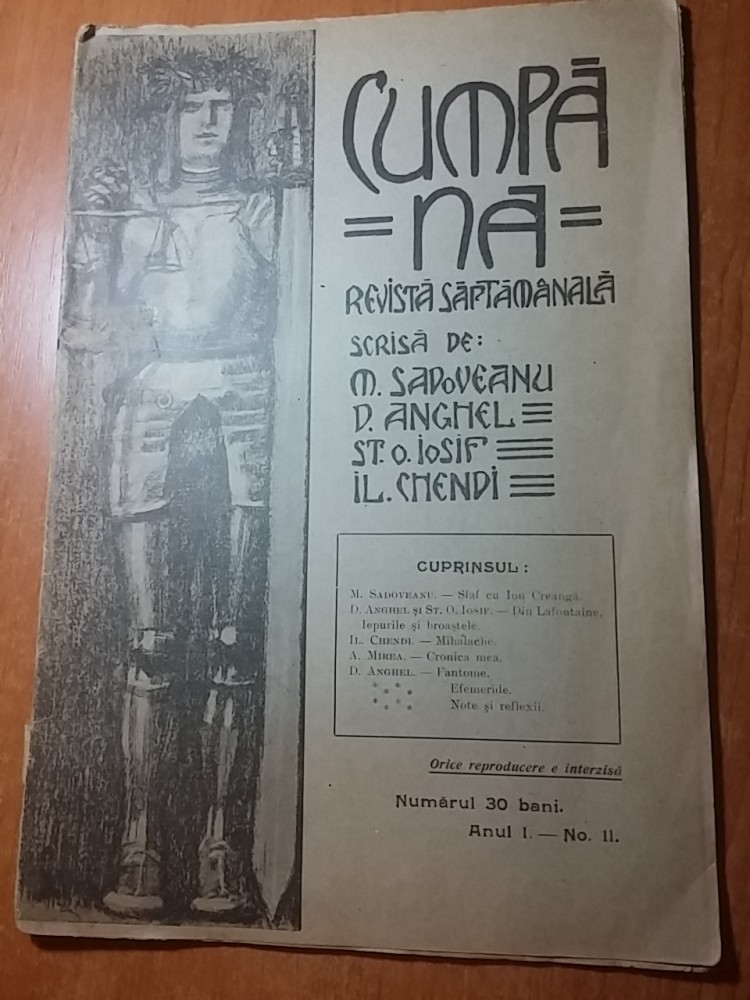 CUMPĂ
= NA =
REVISTĂ SĂPTĂMÂNALĂ
SCRISĂ DE:
M. SADOVEANU
D. ANGHEL
ST. O. IOSIF
IL. CHENDI
CUPRINSUL:
M. SADOVEANU. — Sfat cu Ion Creangă.
D. ANGHEL ŞI ST. O. IOSIF. — Din Lafontaine,
Iepurile şi broaştele.
IL. CHENDI. — Mihalache.
A. MIREA. — Cronica mea.
D. ANGHEL. — Fantome.
Efemeride.
Note şi reflexii.
Orice reproducere e interzisă
Numărul 30 bani.
Anul I. — No. 11.